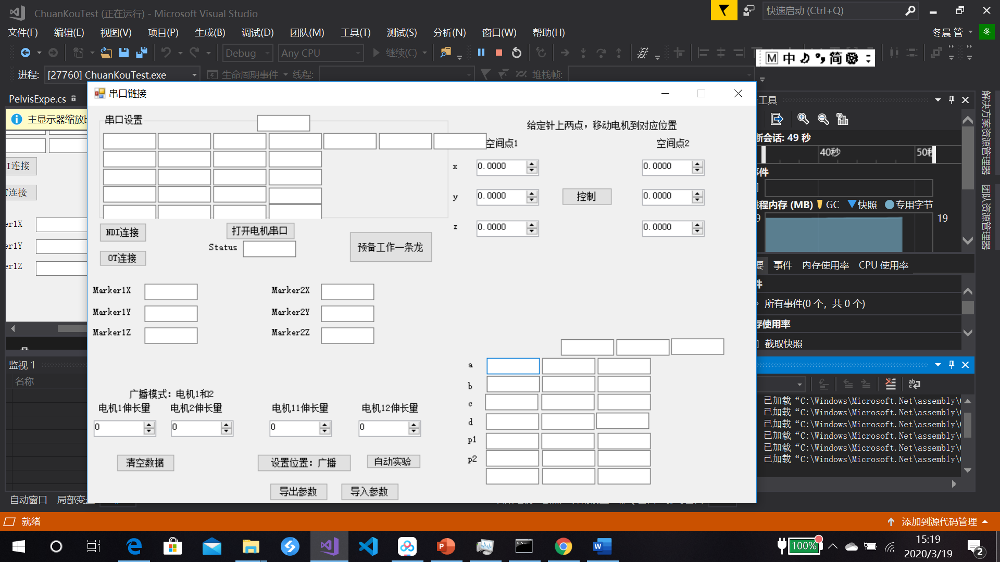 ChuanKouTest (正在运行) - Microsoft Visual Studio
快速启动 (Ctrl+Q)
文件(F) 编辑(E) 视图(V) 项目(P) 生成(B) 调试(D) 团队(M) 工具(T) 测试(S) 分析(N) 窗口(W) 帮助(H)
冬晨 管 冬
Debug Any CPU 继续(C)
M 中 简
进程: [27760] ChuanKouTest.exe 生命周期事件 线程: 堆栈帧:
PelvisExpe.cs
主显示器缩放比
I连接
T连接
er1X
er1Y
er1Z
监视 1
名称
自动窗口 局部变
串口链接
串口设置
给定针上两点，移动电机到对应位置
空间点1 空间点2
x 0.0000 0.0000
y 0.0000 控制 0.0000
z 0.0000 0.0000
NDI连接 打开电机串口
Status 预备工作一条龙
OT连接
Marker1X Marker2X
Marker1Y Marker2Y
Marker1Z Marker2Z
a
b
c
d
p1
p2
广播模式：电机1和2
电机1伸长量 电机2伸长量 电机11伸长量 电机12伸长量
0 0 0 0
清空数据 设置位置：广播 自动实验
导出参数 导入参数
工具
断会话: 49 秒
40秒 50秒
事件
进程内存 (MB) GC 快照 专用字节
9 19
要 事件 内存使用率 CPU 使用率
件
所有事件(0 个，共 0 个)
存使用率
截取快照
已加载“C:\Windows\Microsoft.Net\assembly\
已加载“C:\Windows\Microsoft.Net\assembly\
已加载“C:\Windows\Microsoft.Net\assembly\
已加载“C:\Windows\Microsoft.Net\assembly\
已加载“C:\Windows\Microsoft.Net\assembly\
已加载“C:\Windows\Microsoft.Net\assembly\
解决方案资源管理器
团队资源管理器
就绪
添加到源代码管理
100%
15:19
2020/3/19
2